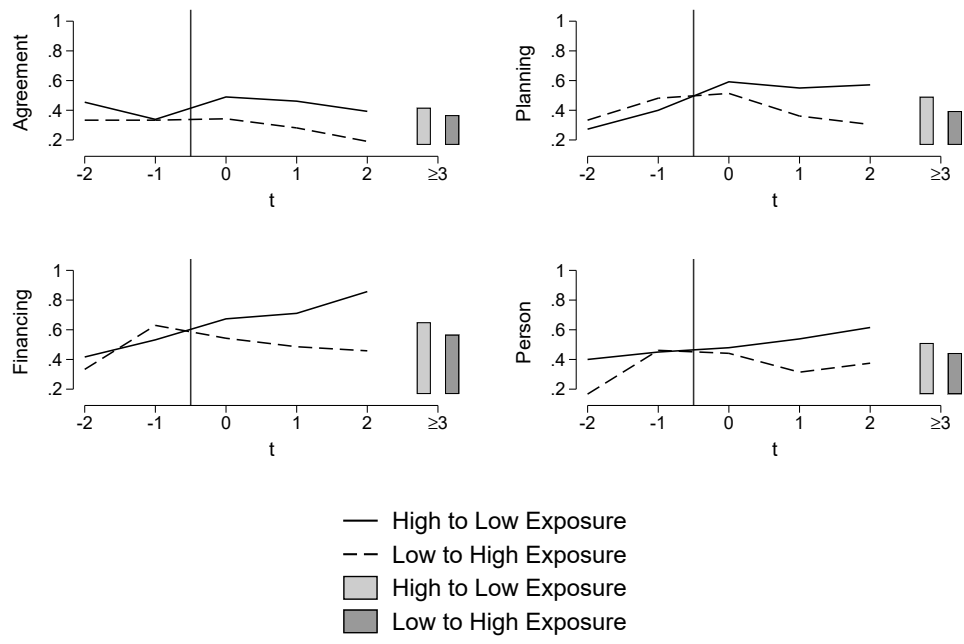 Agreement
1
.8
.6
.4
.2
-2 -1 0 1 2 ≥3
t
Planning
1
.8
.6
.4
.2
-2 -1 0 1 2 ≥3
t
Financing
1
.8
.6
.4
.2
-2 -1 0 1 2 ≥3
t
Person
1
.8
.6
.4
.2
-2 -1 0 1 2 ≥3
t
High to Low Exposure
Low to High Exposure
High to Low Exposure
Low to High Exposure